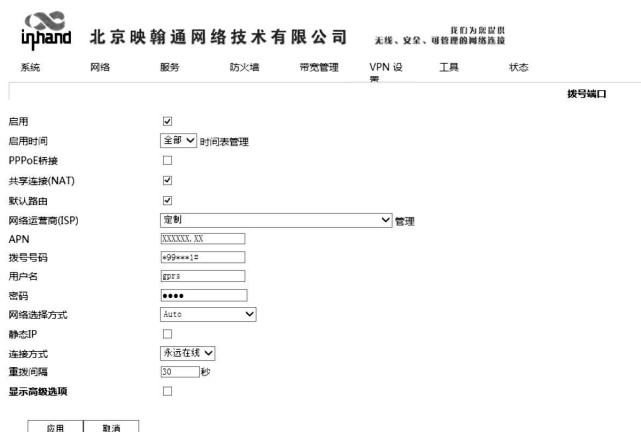 inhand 北京映翰通网络技术有限公司 我们为您提供
无线、安全、可管理的网络连接
系统 网络 服务 防火墙 带宽管理 VPN 设置 工具 状态
拨号端口
启用
启用时间 全部 时间表管理
PPPoE桥接
共享连接(NAT)
默认路由
网络运营商(ISP) 定制 管理
APN XXXXXX.XX
拨号号码 *99***1#
用户名 gprs
密码 ●●●●
网络选择方式 Auto
静态IP
连接方式 永远在线
重拨间隔 30 秒
显示高级选项
应用 取消